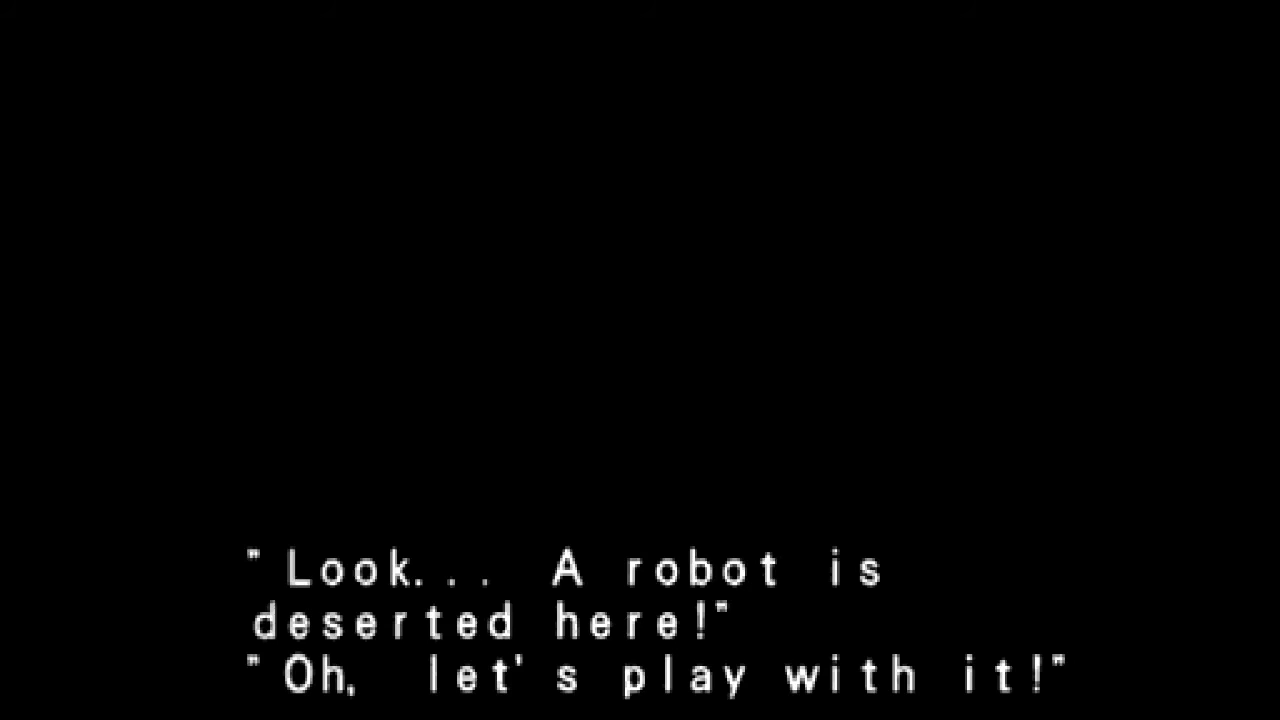 "Look... A robot is
deserted here!"
"Oh, let's play with it!"